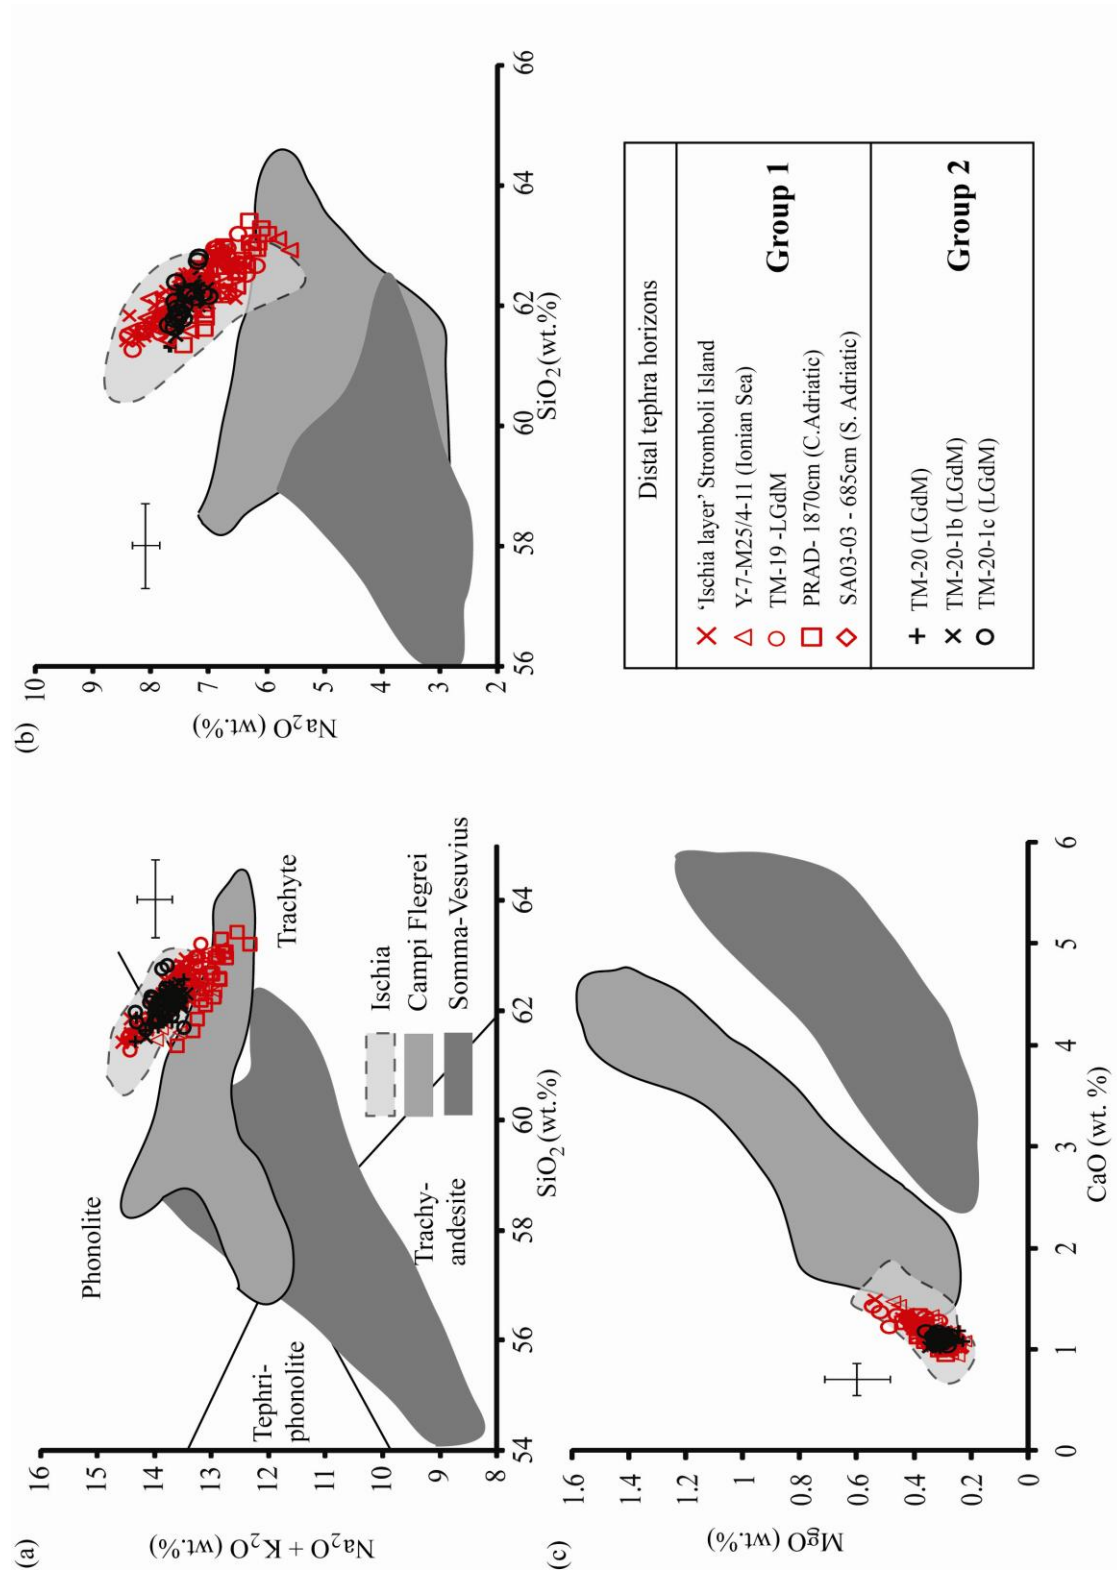 (a)
Na₂O + K₂O (wt.%)
16
15
14
13
12
11
10
9
8
54
56
58
60
62
64
SiO₂(wt.%)
Phonolite
Tephri-
phonolite
Trachy-
andesite
Trachyte
Ischia
Campi Flegrei
Somma-Vesuvius
(b)
Na₂O (wt.%)
10
9
8
7
6
5
4
3
2
56
58
60
62
64
66
SiO₂(wt.%)
(c)
MgO (wt.%)
1.6
1.4
1.2
1
0.8
0.6
0.4
0.2
0
0
1
2
3
4
5
6
CaO (wt. %)
Distal tephra horizons
'Ischia layer' Stromboli Island
Y-7-M25/4-11 (Ionian Sea)
TM-19 -LGdM
PRAD- 1870cm (C.Adriatic)
SA03-03 - 685cm (S. Adriatic)
Group 1
TM-20 (LGdM)
TM-20-1b (LGdM)
TM-20-1c (LGdM)
Group 2